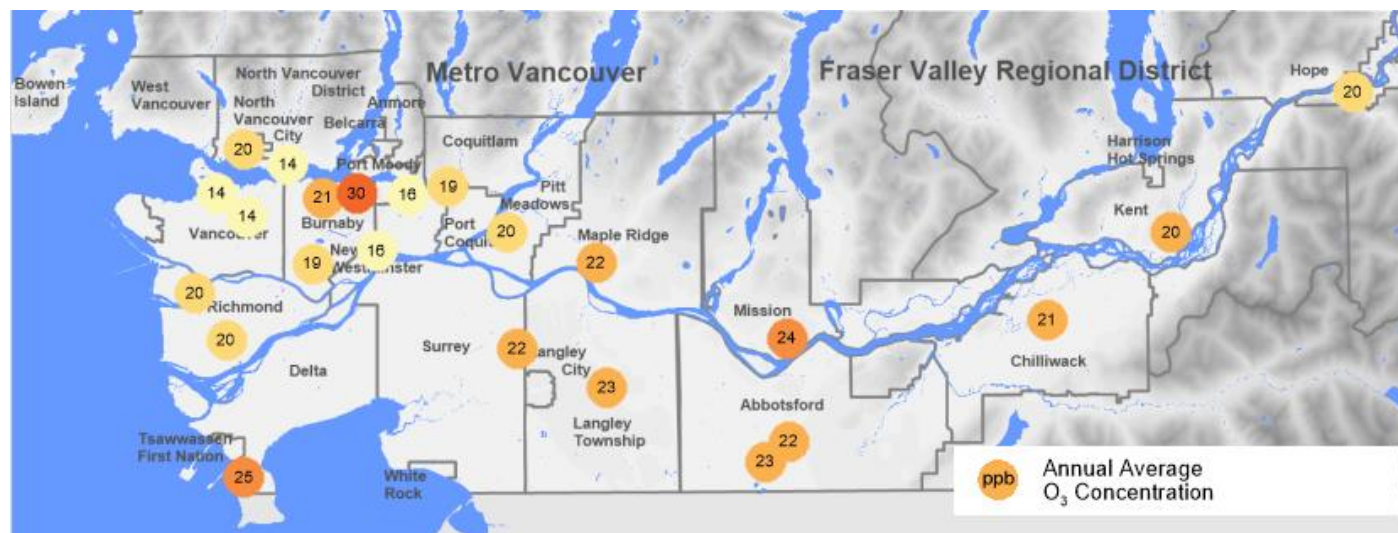 Metro Vancouver
Fraser Valley Regional District
Hope
20
Bowen
Island
West
Vancouver
North Vancouver
District
North
Vancouver
City
Anmore
Belcarra
Coquitlam
Harrison
Hot Springs
20
14
Port Moody
14
14
Vancouver
21
30
Burnaby
16
19
Pitt
Meadows
Port
Coquit
20
Maple Ridge
22
Kent
20
New
Westminster
16
19
20
Richmond
20
Delta
Surrey
22
Langley
City
23
Langley
Township
Mission
24
21
Chilliwack
Abbotsford
22
23
Tsawwassen
First Nation
25
White
Rock
ppb
Annual Average
O₃ Concentration